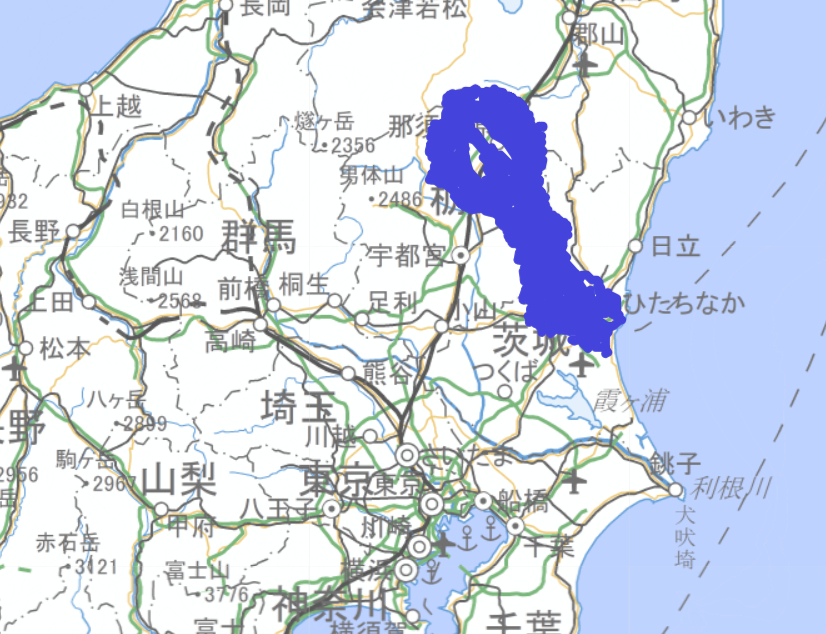 長岡
会津若松
郡山
上越
燧ヶ岳
・2356
那須
いわき
男体山
・2486
932
白根山
・2160
長野
群馬
宇都宮
日立
浅間山
・2568
前橋
桐生
上田
足利
小山
ひたちなか
高崎
茨城
松本
熊谷
つくば
八ヶ岳
・2899
埼玉
霞ヶ浦
川越
さいたま
駒ヶ岳
・2967
2956
山梨
東京
東京
銚子
利根川
八王子
船橋
甲府
川崎
千葉
犬吠埼
赤石岳
・3121
富士山
・3776
横浜
神奈川
横須賀
千葉
富士